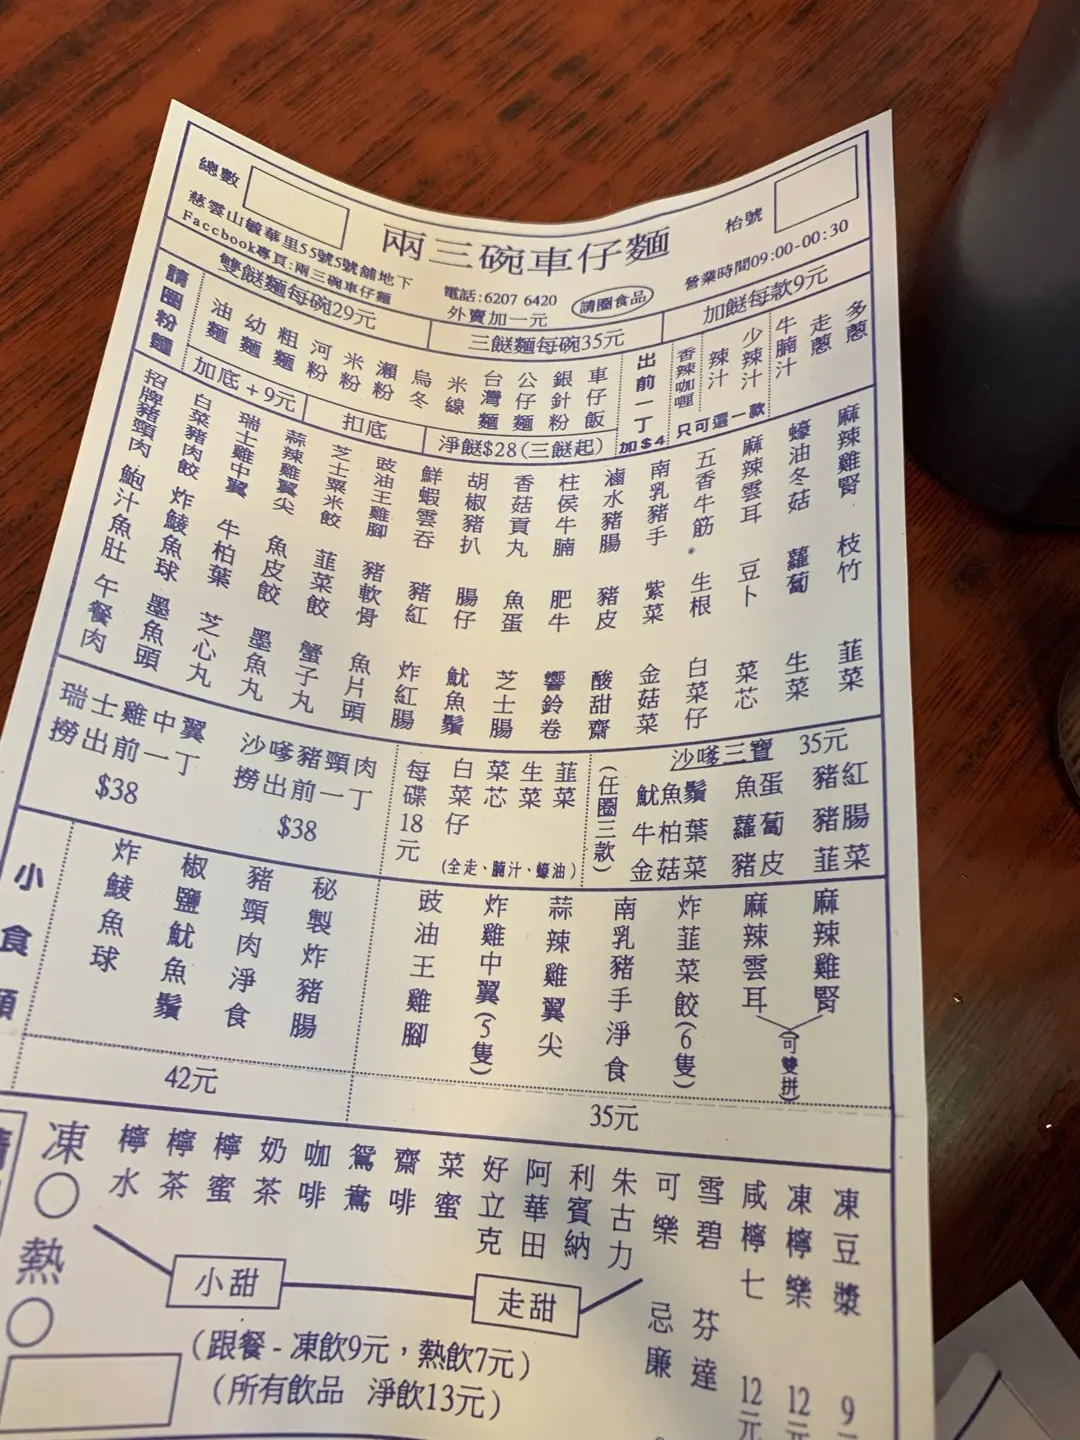 總數
枱號
慈雲山毓華里55號5號舖地下
Faccbook專頁:兩三碗車仔麵
兩三碗車仔麵
電話:6207 6420
外賣加一元
請圈食品
營業時間09:00-00:30
請圈粉麵
雙餸麵每碗29元
三餸麵每碗35元
加餸每款9元
油麵
幼麵
粗麵
河粉
米粉
瀨粉
烏冬
米線
台灣麵
公仔麵
銀針粉
車仔飯
出前一丁加$4
香辣咖喱
辣汁
少辣汁
牛腩汁
走蔥
多蔥
只可選一款
加底+9元
扣底
淨餸$28(三餸起)
招牌豬頸肉
白菜豬肉餃
瑞士雞中翼
蒜辣雞翼尖
芝士粟米餃
豉油王雞腳
鮮蝦雲吞
胡椒豬扒
香菇貢丸
柱侯牛腩
滷水豬腸
南乳豬手
五香牛筋
麻辣雲耳
蠔油冬菇
麻辣雞腎
鮑汁魚肚
炸鯪魚球
牛柏葉
魚皮餃
韮菜餃
豬軟骨
豬紅
腸仔
魚蛋
肥牛
豬皮
紫菜
生根
豆卜
蘿蔔
枝竹
午餐肉
墨魚頭
芝心丸
墨魚丸
蟹子丸
魚片頭
炸紅腸
魷魚鬚
芝士腸
響鈴卷
酸甜齋
金菇菜
白菜仔
菜芯
生菜
韮菜
瑞士雞中翼
撈出前一丁
$38
沙嗲豬頸肉
撈出前一丁
$38
每碟18元
白菜仔
菜芯
生菜
韮菜
(全走、腩汁、蠔油)
(任圈三款)
沙嗲三寶 35元
魷魚鬚 魚蛋 豬紅
牛柏葉 蘿蔔 豬腸
金菇菜 豬皮 韮菜
小食類
炸鯪魚球
椒鹽魷魚鬚
豬頸肉淨食
秘製炸豬腸
42元
豉油王雞腳
炸雞中翼(5隻)
蒜辣雞翼尖
南乳豬手淨食
炸韮菜餃(6隻)
麻辣雲耳
麻辣雞腎
(可雙拼)
35元
凍
熱
檸水
檸茶
檸蜜
奶茶
咖啡
鴛鴦
齋啡
菜蜜
好立克
阿華田
利賓納
朱古力
可樂
雪碧
忌廉
芬達
咸檸七
12元
凍檸樂
12元
凍豆漿
9
小甜
走甜
(跟餐-凍飲9元，熱飲7元)
(所有飲品 淨飲13元)